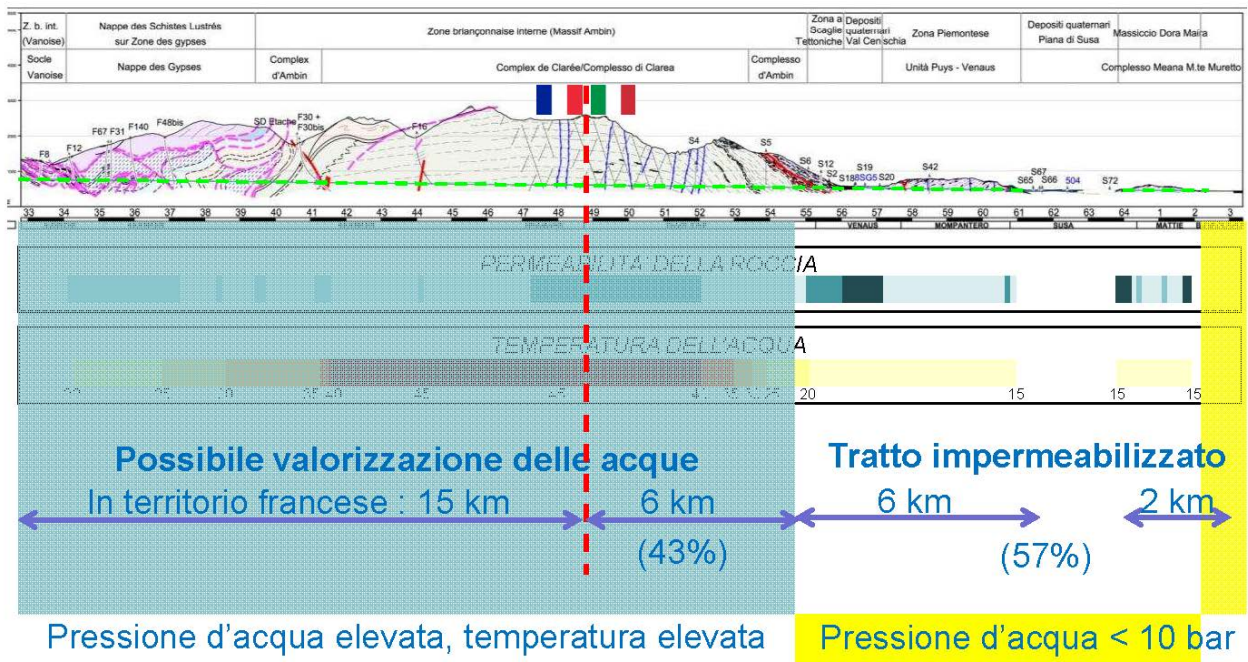 Z. b. int.
(Vanoise)
Nappe des Schistes Lustrés
sur Zone des gypses
Zone briançonnaise interne (Massif Ambin)
Zona a
Scaglie
Tettoniche
Depositi
quaternari
Val Cenischia
Zona Piemontese
Depositi quaternari
Piana di Susa
Massiccio Dora Maira
Socle
Vanoise
Nappe des Gypses
Complex
d'Ambin
Complex de Clarée/Complesso di Clarea
Complesso
d'Ambin
Unità Puys - Venaus
Complesso Meana M.te Muretto
F8
F12
F67
F31
F140
F48bis
SD Etache
F30 +
F30bis
F16
S4
S5
S6
S12
S2
S18
SG5
S19
S20
S42
S65
S67
S66
504
S72
33 34 35 36 37 38 39 40 41 42 43 44 45 46 47 48 49 50 51 52 53 54 55 56 57 58 59 60 61 62 63 64 1 2 3
VENAUS MOMPANTERO SUSA MATTIE
PERMEABILITA' DELLA ROCCIA
TEMPERATURA DELL'ACQUA
20 15 15 15
Possibile valorizzazione delle acque
In territorio francese : 15 km
6 km
(43%)
Tratto impermeabilizzato
6 km
2 km
(57%)
Pressione d'acqua elevata, temperatura elevata
Pressione d'acqua < 10 bar